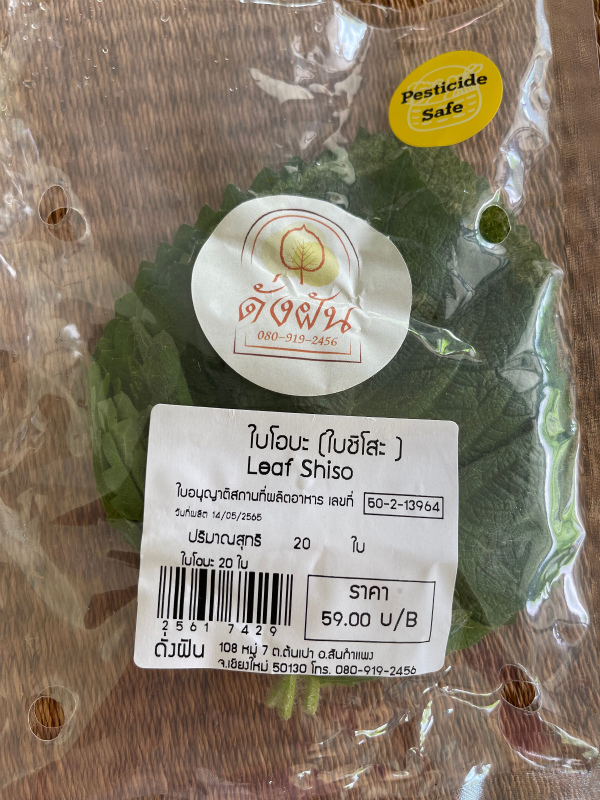 Pesticide
Safe
ดั่งฝัน
080-919-2456
ใบโอบะ (ใบชิโสะ )
Leaf Shiso
ใบอนุญาติสถานที่ผลิตอาหาร เลขที่ 50-2-13964
วันที่ผลิต 14/05/2565
ปริมาณสุทธิ 20 ใบ
ใบโอบะ 20 ใบ
ราคา
59.00 บ/B
2561 7429
ดั่งฝัน 108 หมู่ 7 ต.ต้นเปา อ.สันกำแพง
จ.เชียงใหม่ 50130 โทร. 080-919-2456